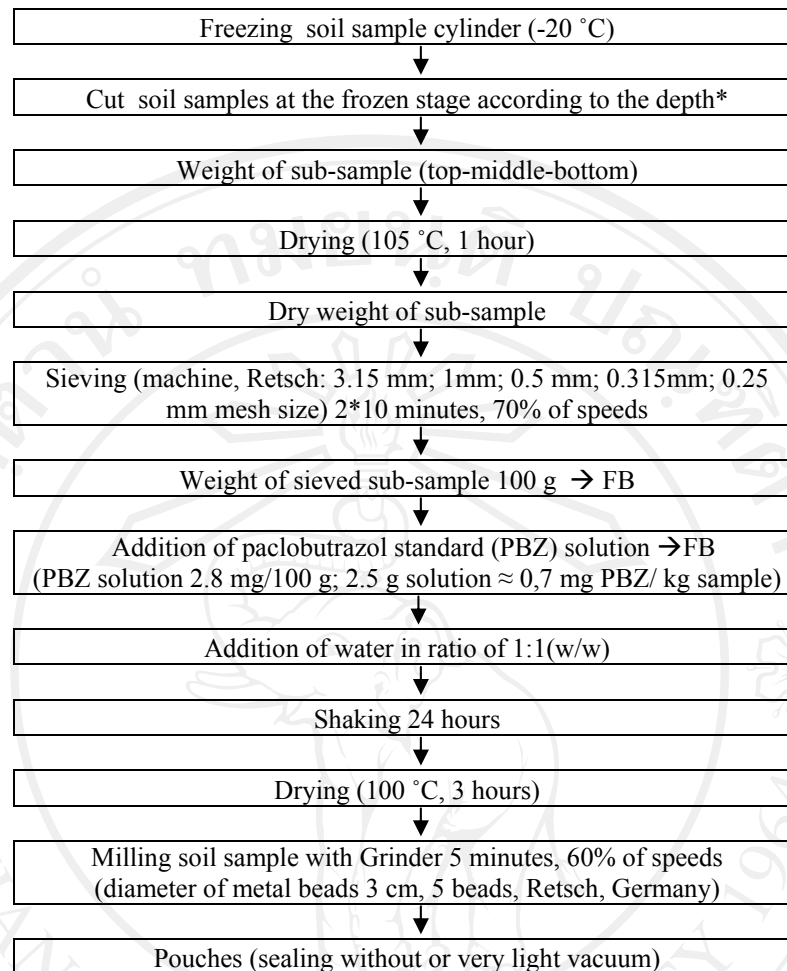 Freezing soil sample cylinder (-20 ˚C)
Cut soil samples at the frozen stage according to the depth*
Weight of sub-sample (top-middle-bottom)
Drying (105 ˚C, 1 hour)
Dry weight of sub-sample
Sieving (machine, Retsch: 3.15 mm; 1mm; 0.5 mm; 0.315mm; 0.25
mm mesh size) 2*10 minutes, 70% of speeds
Weight of sieved sub-sample 100 g → FB
Addition of paclobutrazol standard (PBZ) solution →FB
(PBZ solution 2.8 mg/100 g; 2.5 g solution ≈ 0,7 mg PBZ/ kg sample)
Addition of water in ratio of 1:1(w/w)
Shaking 24 hours
Drying (100 ˚C, 3 hours)
Milling soil sample with Grinder 5 minutes, 60% of speeds
(diameter of metal beads 3 cm, 5 beads, Retsch, Germany)
Pouches (sealing without or very light vacuum)